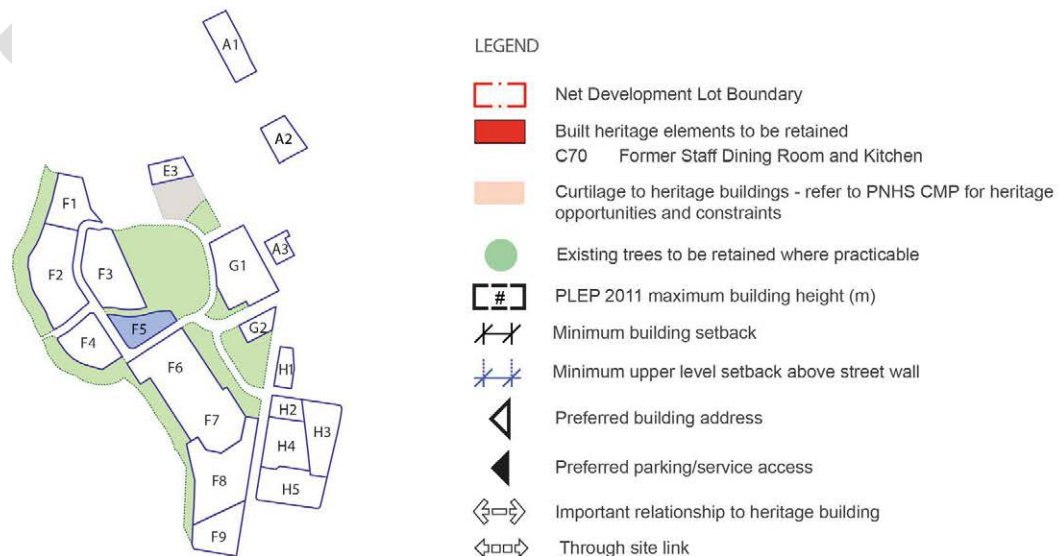 A1
A2
E3
F1
A3
G1
F2
F3
F5
G2
F4
F6
H1
H2
F7
H3
H4
F8
H5
F9
LEGEND
Net Development Lot Boundary
Built heritage elements to be retained
C70 Former Staff Dining Room and Kitchen
Curtilage to heritage buildings - refer to PNHS CMP for heritage
opportunities and constraints
Existing trees to be retained where practicable
# PLEP 2011 maximum building height (m)
Minimum building setback
Minimum upper level setback above street wall
Preferred building address
Preferred parking/service access
Important relationship to heritage building
Through site link